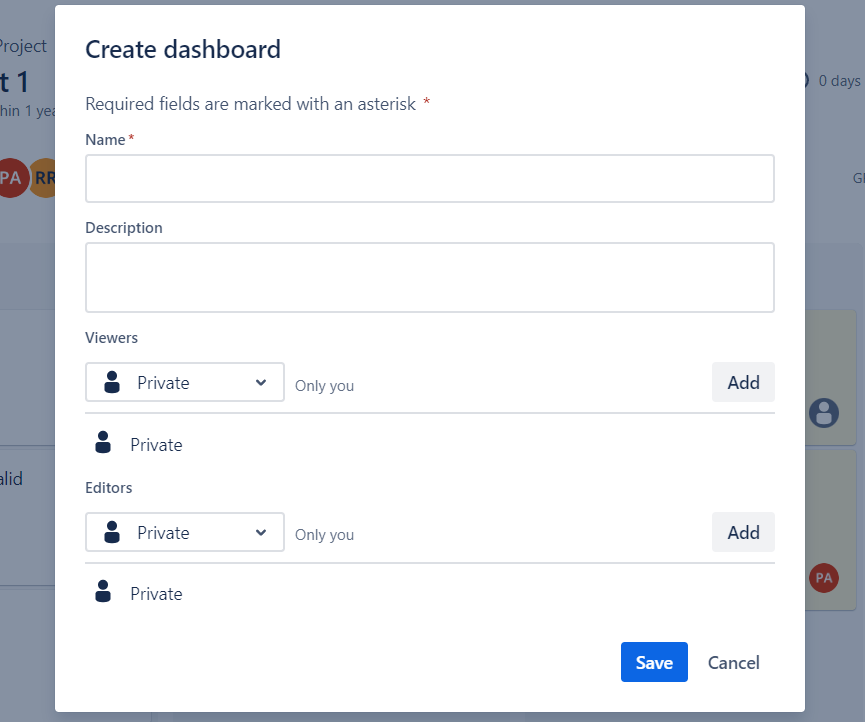 Project
t 1
0 days
hin 1 yea
PA
RR
Create dashboard
Required fields are marked with an asterisk *
Name*
Description
Viewers
Private
Only you
Add
Private
Editors
Private
Only you
Add
Private
Save
Cancel
alid
PA